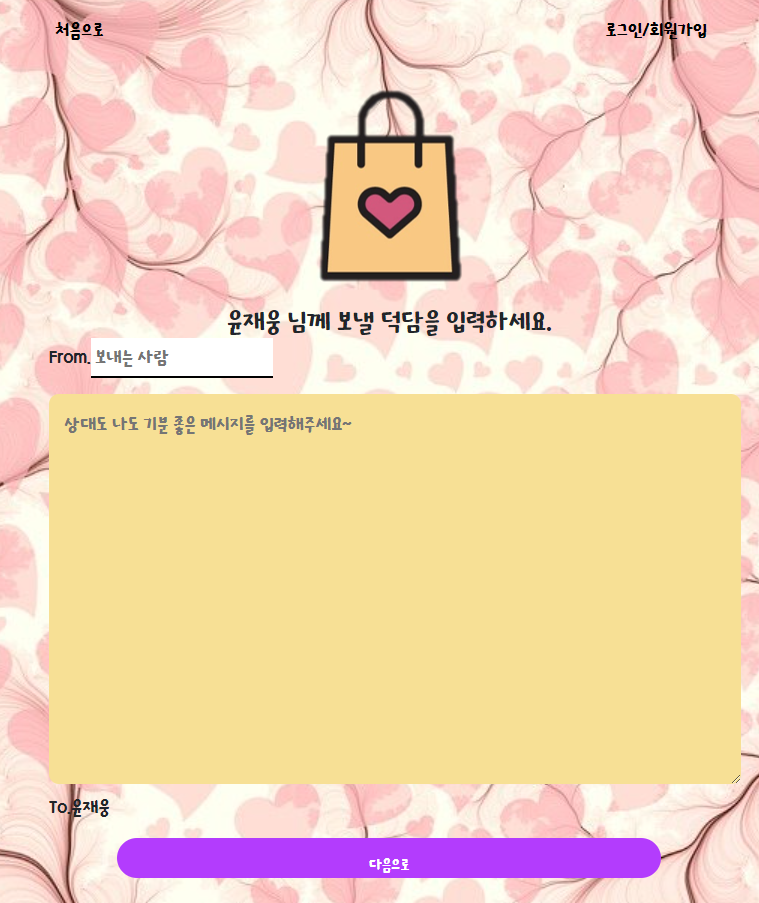 처음으로
로그인/회원가입
윤재웅 님께 보낼 덕담을 입력하세요.
From. 보내는 사람
상대도 나도 기분 좋은 메시지를 입력해주세요~
To.윤재웅
다음으로